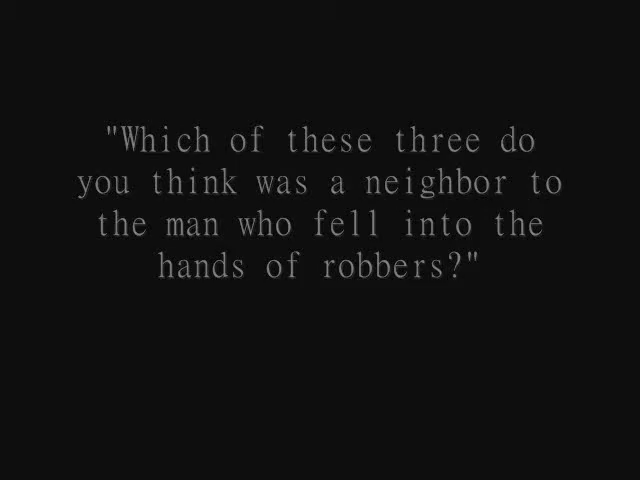 "Which of these three do
you think was a neighbor to
the man who fell into the
hands of robbers?"